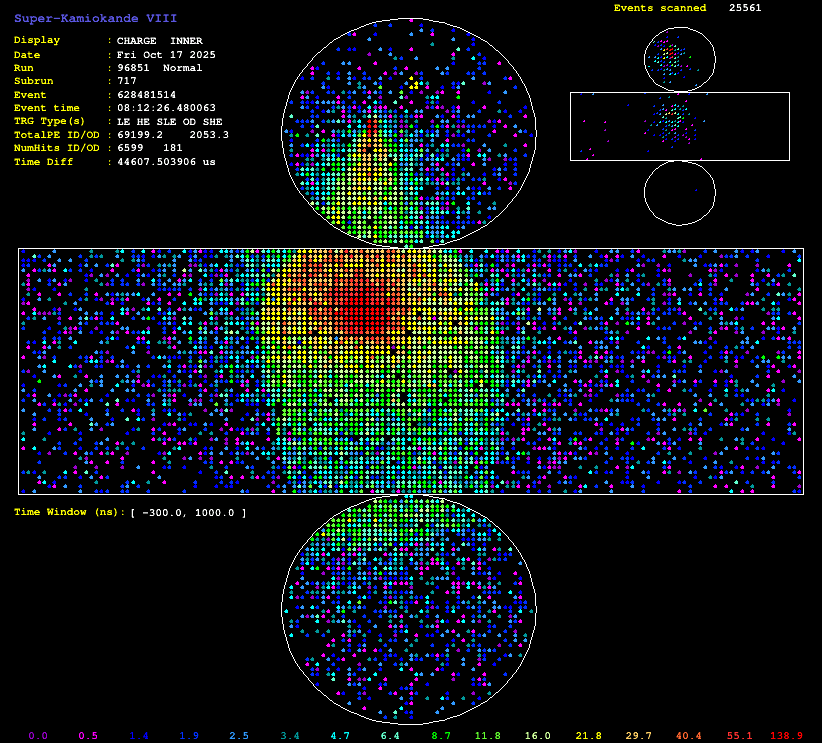 Super-Kamiokande VIII
Events scanned 25561
Display : CHARGE INNER
Date : Fri Oct 17 2025
Run : 96851 Normal
Subrun : 717
Event : 628481514
Event time : 08:12:26.480063
TRG Type(s) : LE HE SLE OD SHE
TotalPE ID/OD : 69199.2 2053.3
NumHits ID/OD : 6599 181
Time Diff : 44607.503906 us
Time Window (ns): [ -300.0, 1000.0 ]
0.0 0.5 1.4 1.9 2.5 3.4 4.7 6.4 8.7 11.8 16.0 21.8 29.7 40.4 55.1 138.9